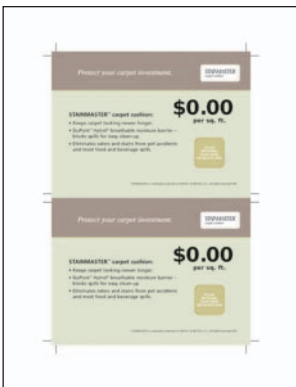 Protect your carpet investment.
STAINMASTER
$0.00
per sq. ft.
STAINMASTER™ carpet cushion:
• Keeps carpet looking newer longer.
• DuPont™ Hytrel® breathable moisture barrier –
blocks spills for easy clean-up.
• Eliminates odors and stains from pet accidents
and most food and beverage spills.
Protect your carpet investment.
STAINMASTER
$0.00
per sq. ft.
STAINMASTER™ carpet cushion:
• Keeps carpet looking newer longer.
• DuPont™ Hytrel® breathable moisture barrier –
blocks spills for easy clean-up.
• Eliminates odors and stains from pet accidents
and most food and beverage spills.